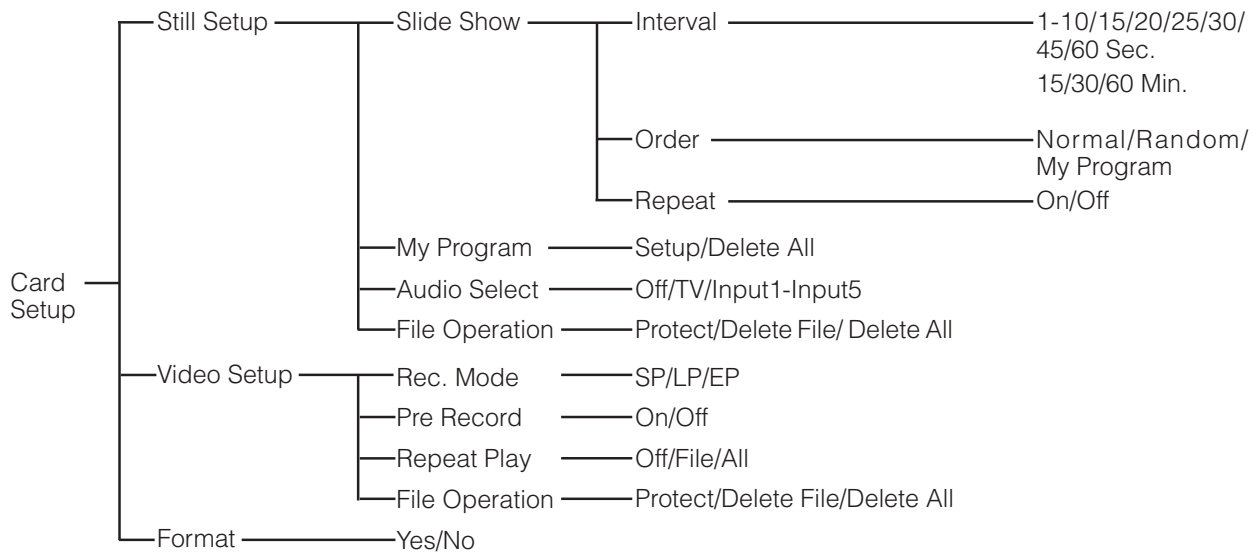 Still Setup
Slide Show
Interval
1-10/15/20/25/30/
45/60 Sec.
15/30/60 Min.
Order
Normal/Random/
My Program
Repeat
On/Off
My Program
Setup/Delete All
Card
Setup
Audio Select
Off/TV/Input1-Input5
File Operation
Protect/Delete File/ Delete All
Video Setup
Rec. Mode
SP/LP/EP
Pre Record
On/Off
Repeat Play
Off/File/All
File Operation
Protect/Delete File/Delete All
Format
Yes/No